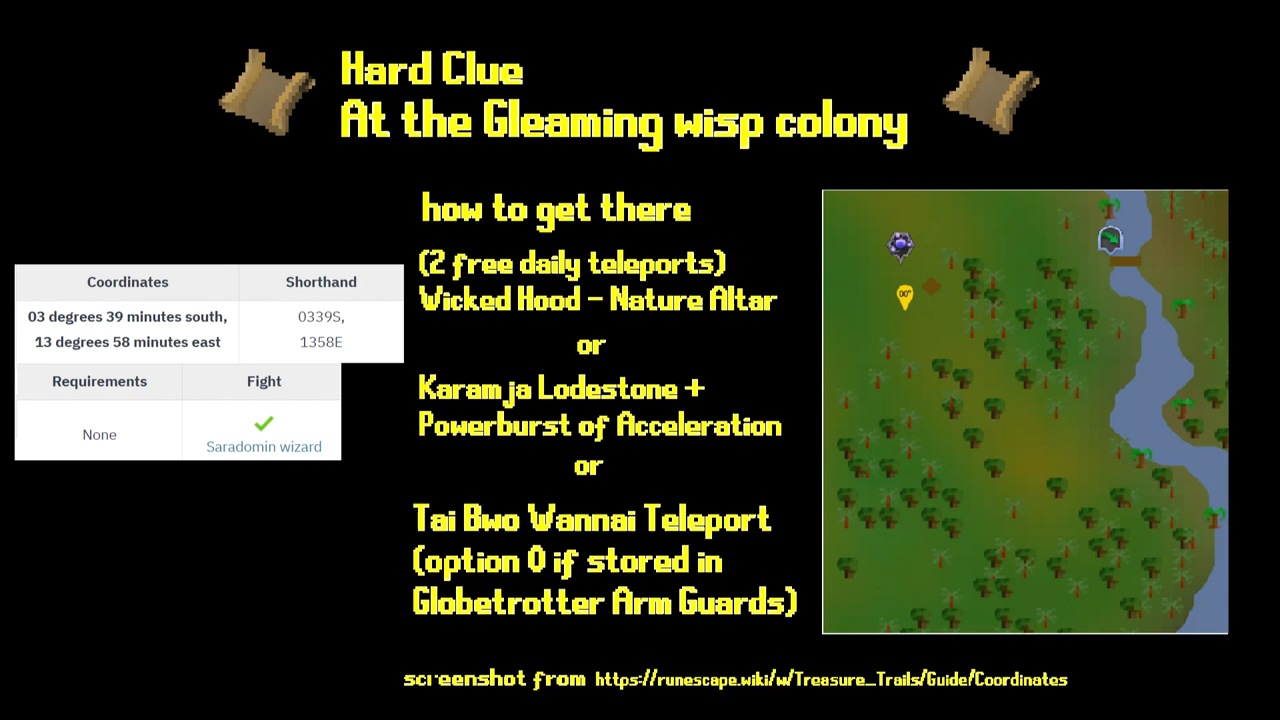 Hard Clue
At the Gleaming wisp colony
how to get there
(2 free daily teleports)
Wicked Hood - Nature Altar
or
Karamja Lodestone +
Powerburst of Acceleration
or
Tai Bwo Wannai Teleport
(option 0 if stored in
Globetrotter Arm Guards)
Coordinates Shorthand
03 degrees 39 minutes south, 0339S,
13 degrees 58 minutes east 1358E
Requirements Fight
None Saradomin wizard
00°
screenshot from https://runescape.wiki/w/Treasure_Trails/Guide/Coordinates